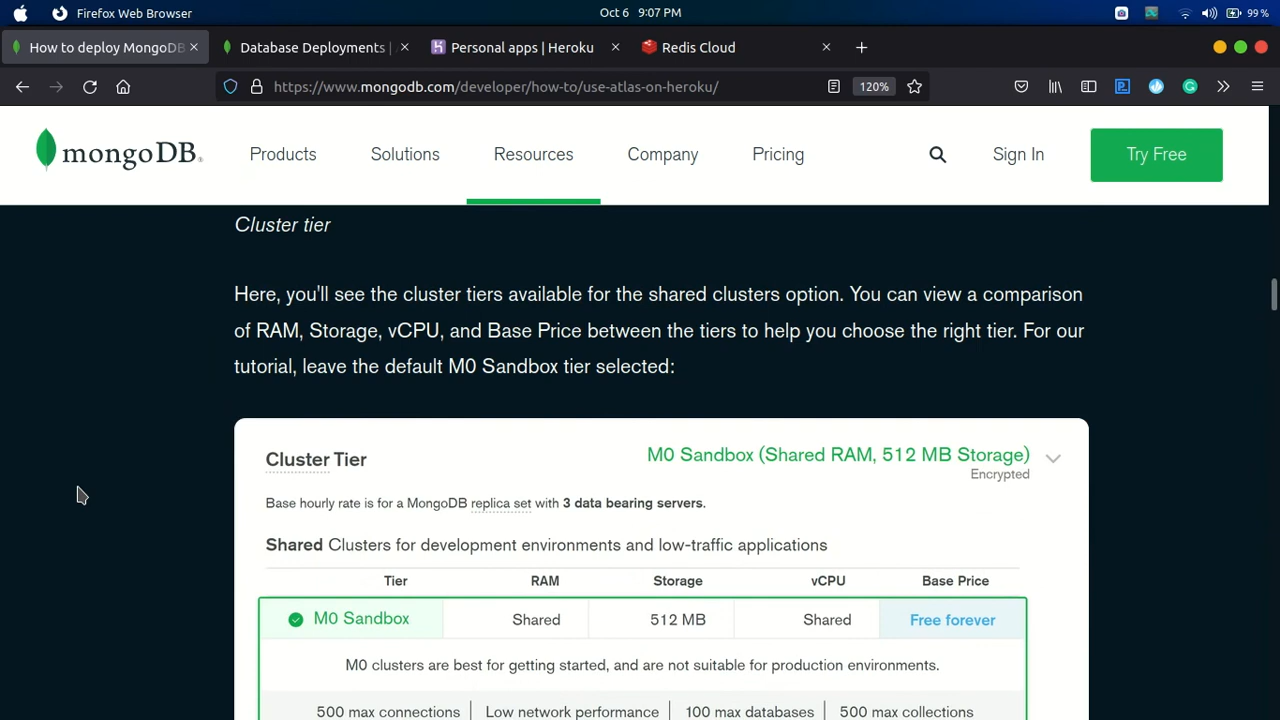 Firefox Web Browser
Oct 6 9:07 PM
99 %
How to deploy MongoDB
Database Deployments |
Personal apps | Heroku
Redis Cloud
https://www.mongodb.com/developer/how-to/use-atlas-on-heroku/
120%
mongoDB®
Products
Solutions
Resources
Company
Pricing
Sign In
Try Free
Cluster tier
Here, you'll see the cluster tiers available for the shared clusters option. You can view a comparison
of RAM, Storage, vCPU, and Base Price between the tiers to help you choose the right tier. For our
tutorial, leave the default M0 Sandbox tier selected:
Cluster Tier
M0 Sandbox (Shared RAM, 512 MB Storage)
Encrypted
Base hourly rate is for a MongoDB replica set with 3 data bearing servers.
Shared Clusters for development environments and low-traffic applications
Tier RAM Storage vCPU Base Price
M0 Sandbox Shared 512 MB Shared Free forever
M0 clusters are best for getting started, and are not suitable for production environments.
500 max connections | Low network performance | 100 max databases | 500 max collections